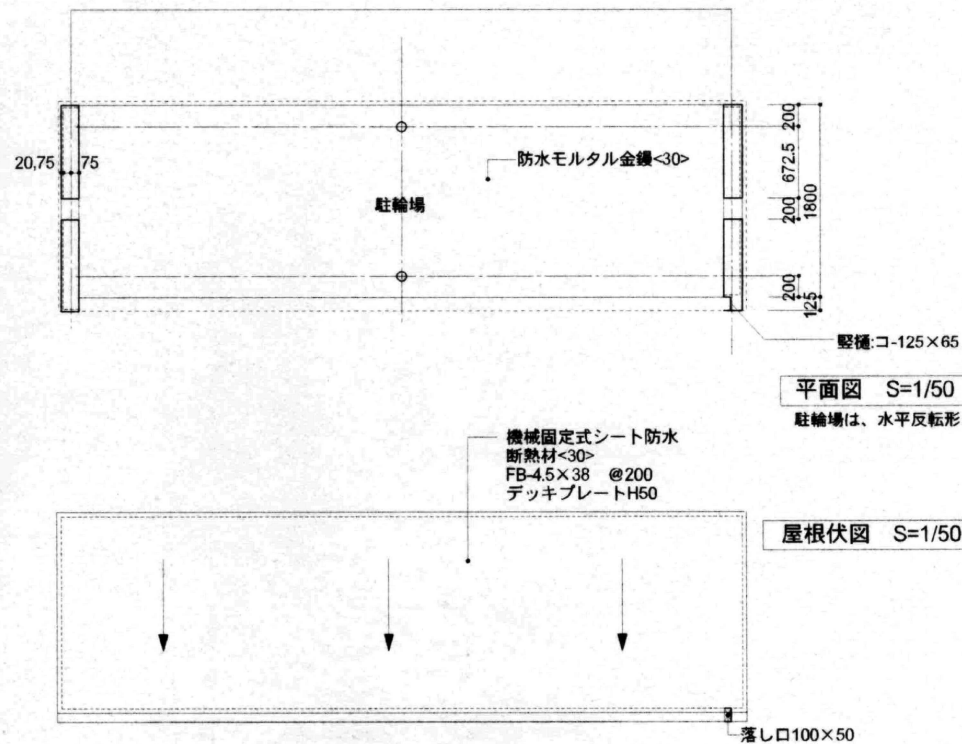 200
20,75
75
防水モルタル金鏝<30>
672.5
駐輪場
200
1800
200
125
竪樋:コ-125×65
平面図 S=1/50
駐輪場は、水平反転形
機械固定式シート防水
断熱材<30>
FB-4.5×38 @200
デッキプレートH50
屋根伏図 S=1/50
落し口100×50